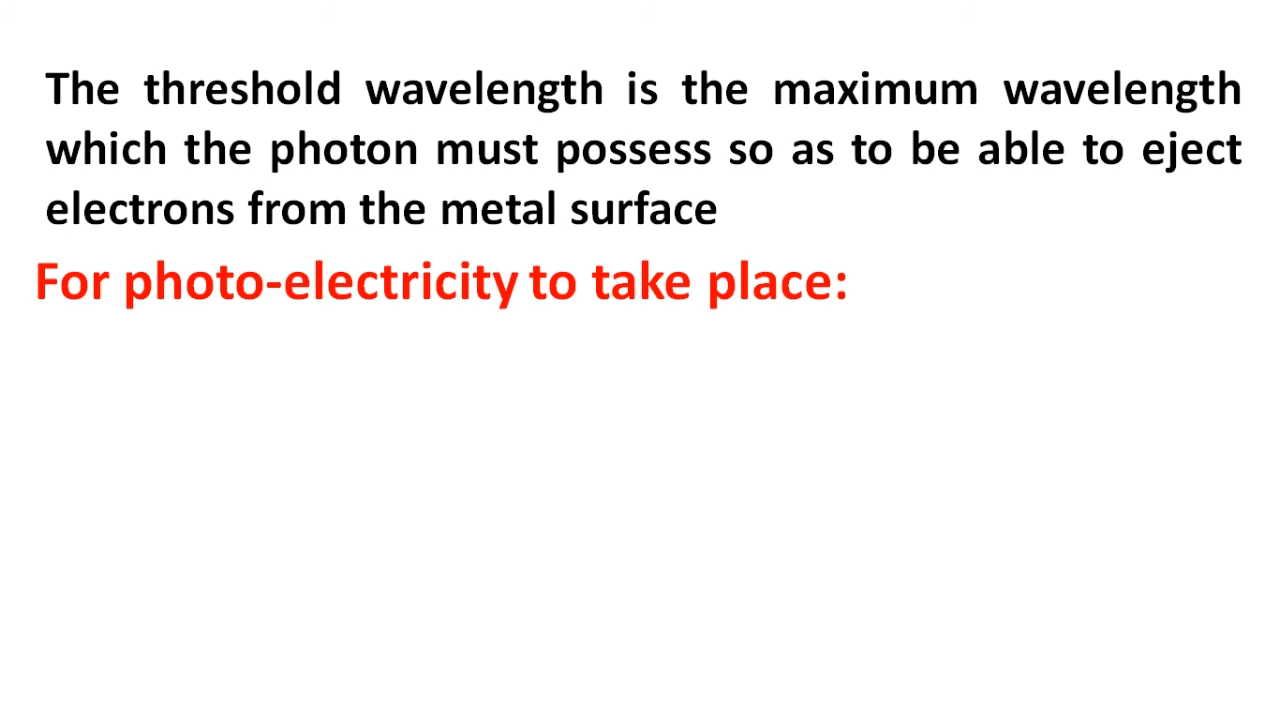 The threshold wavelength is the maximum wavelength
which the photon must possess so as to be able to eject
electrons from the metal surface
For photo-electricity to take place: